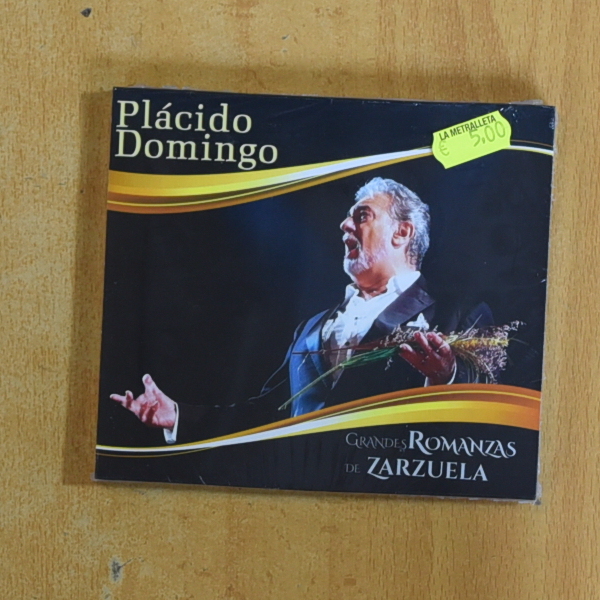 Plácido
Domingo
LA METRALLETA
€ 5,00
GRANDES ROMANZAS
DE ZARZUELA